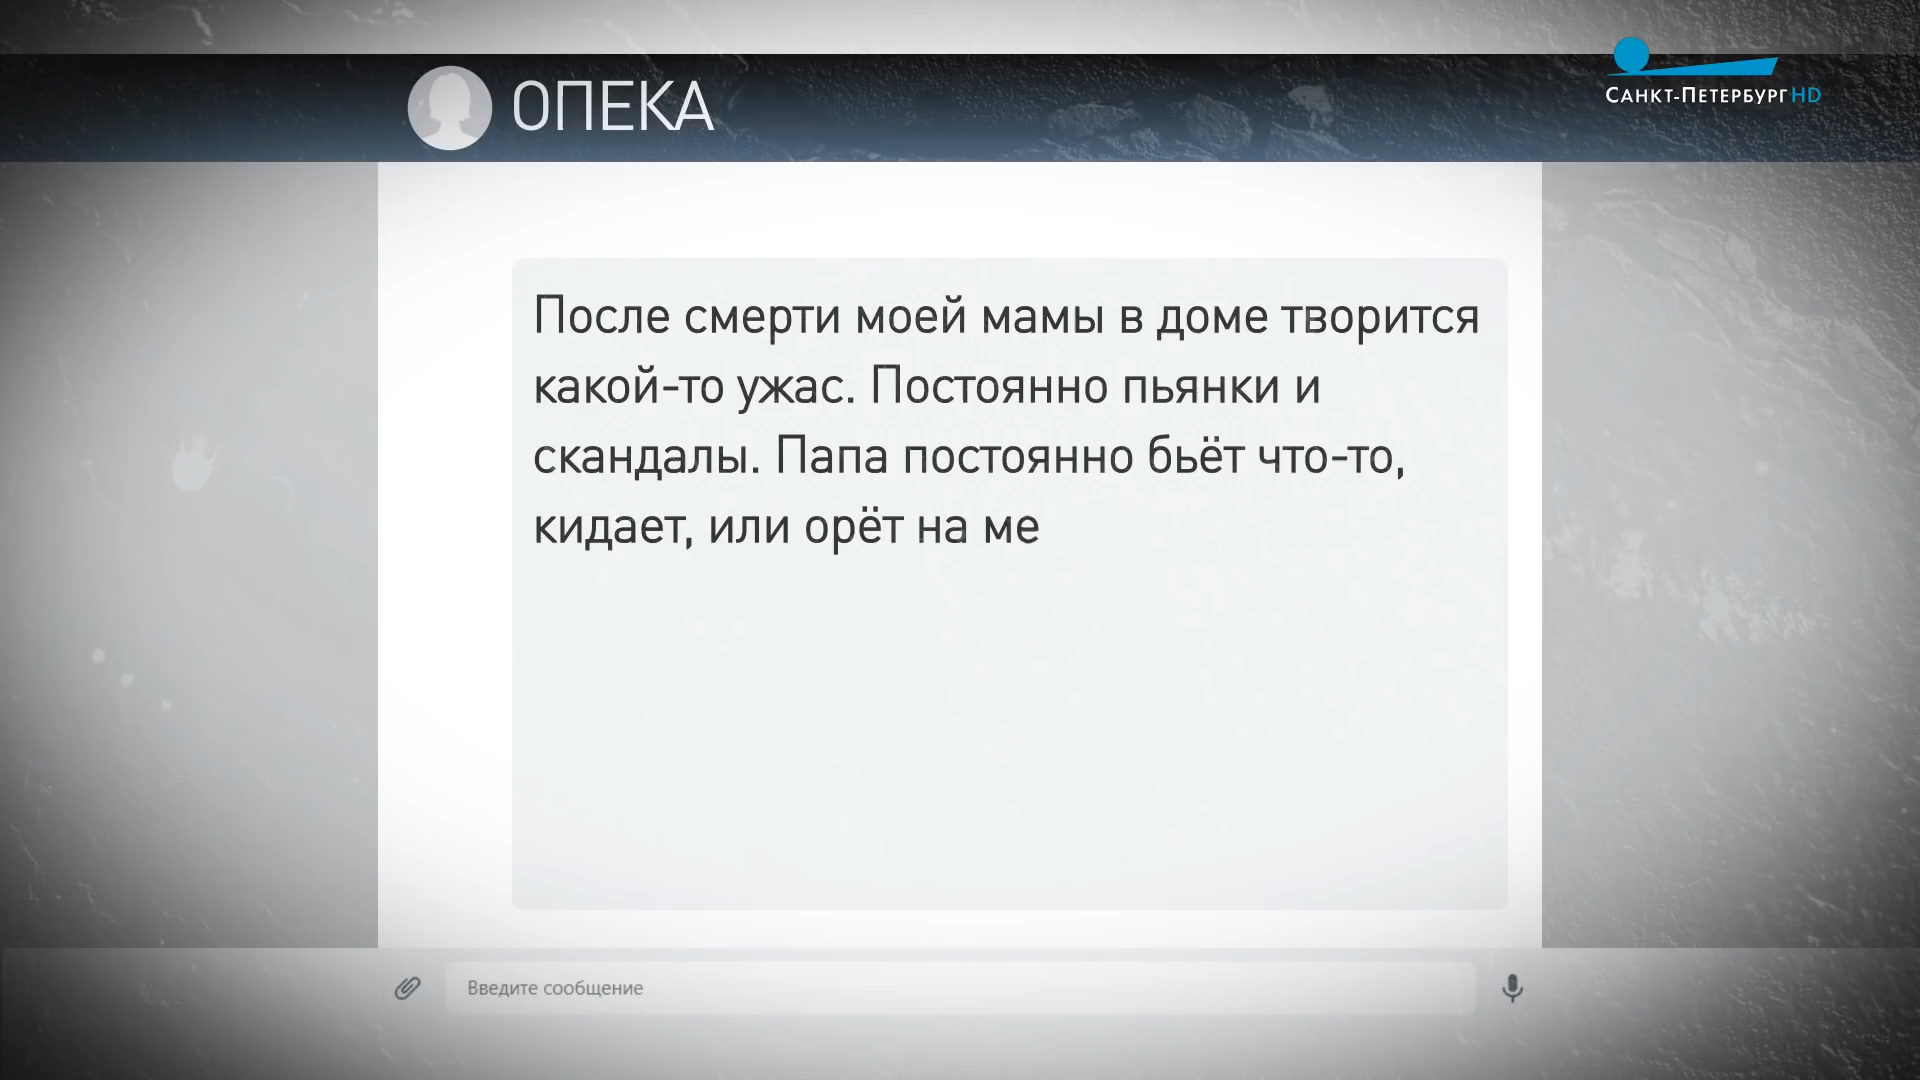 ОПЕКА
САНКТ-ПЕТЕРБУРГ HD
После смерти моей мамы в доме творится
какой-то ужас. Постоянно пьянки и
скандалы. Папа постоянно бьёт что-то,
кидает, или орёт на ме
Введите сообщение